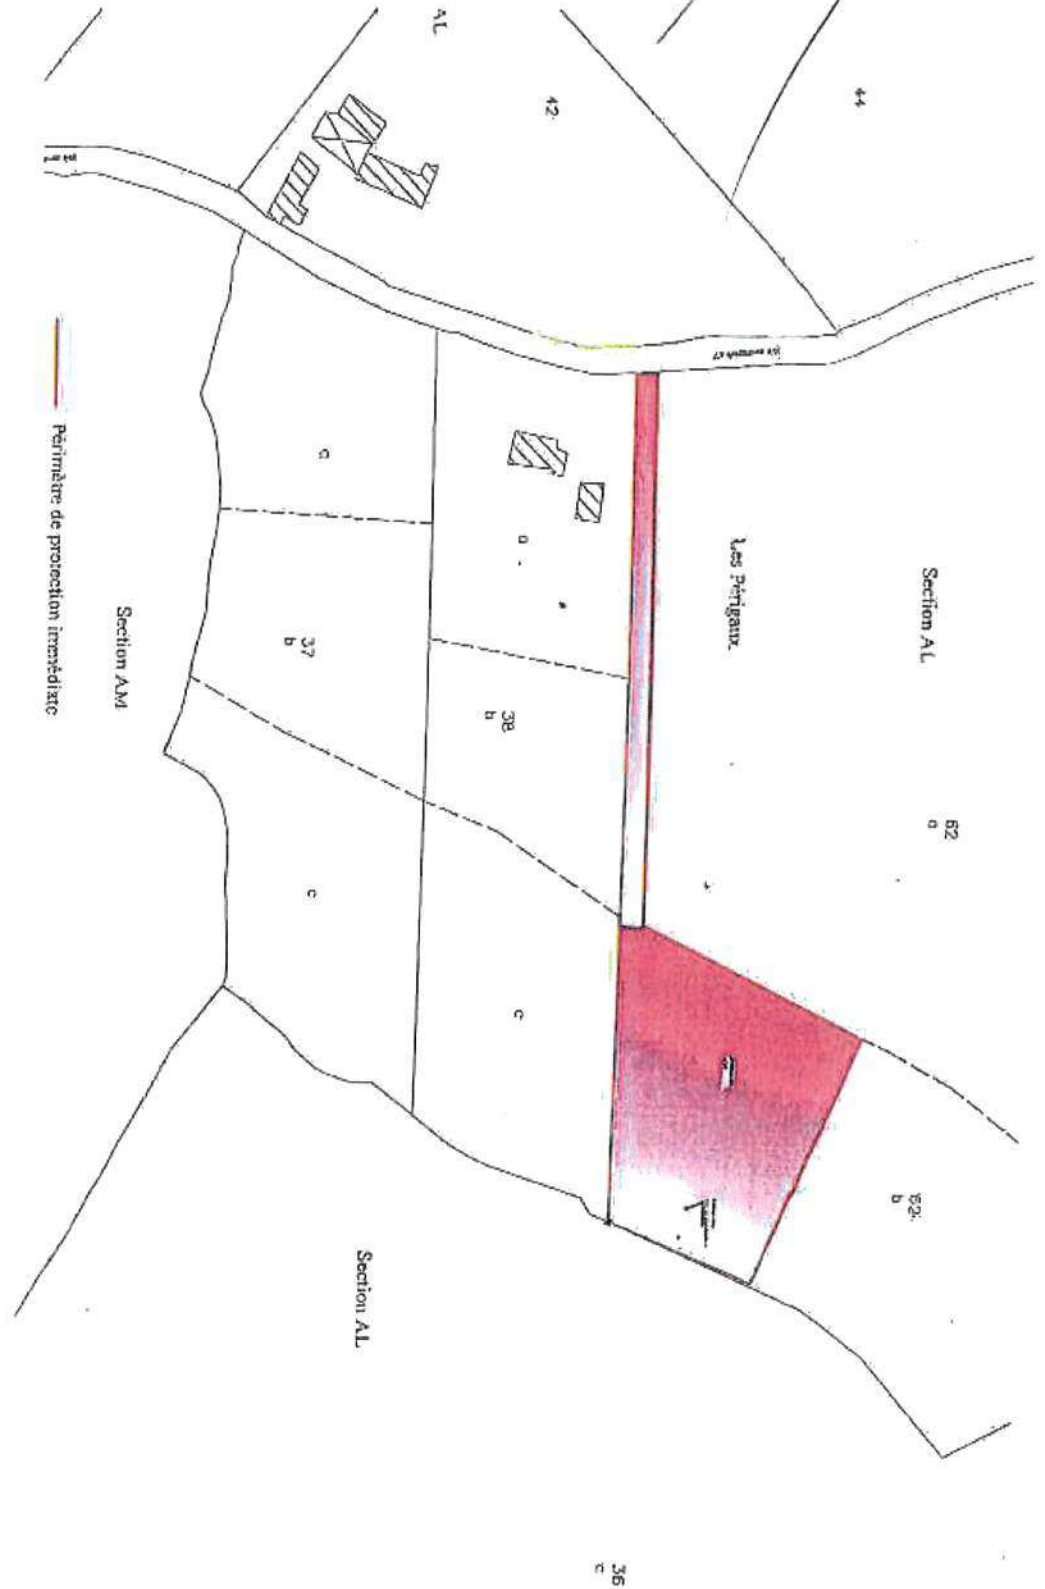 AL
42
44
Section AL
Les Périgaux
62
a
a
38
b
c
a
37
b
c
62
b
Section AM
Section AL
36
c
Périmètre de protection immédiate